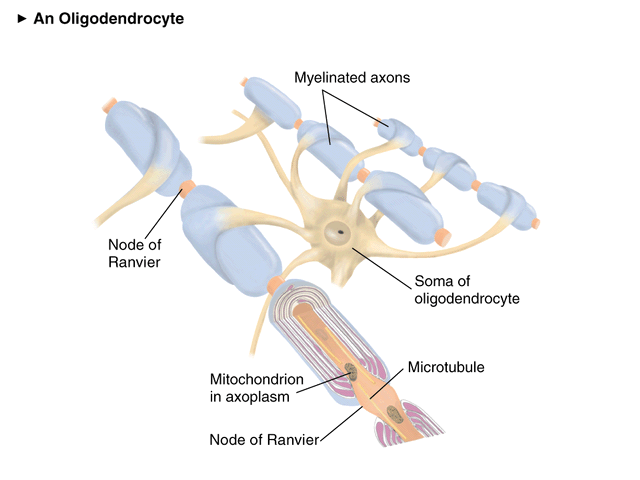 ► An Oligodendrocyte
Myelinated axons
Node of
Ranvier
Soma of
oligodendrocyte
Mitochondrion
in axoplasm
Microtubule
Node of Ranvier